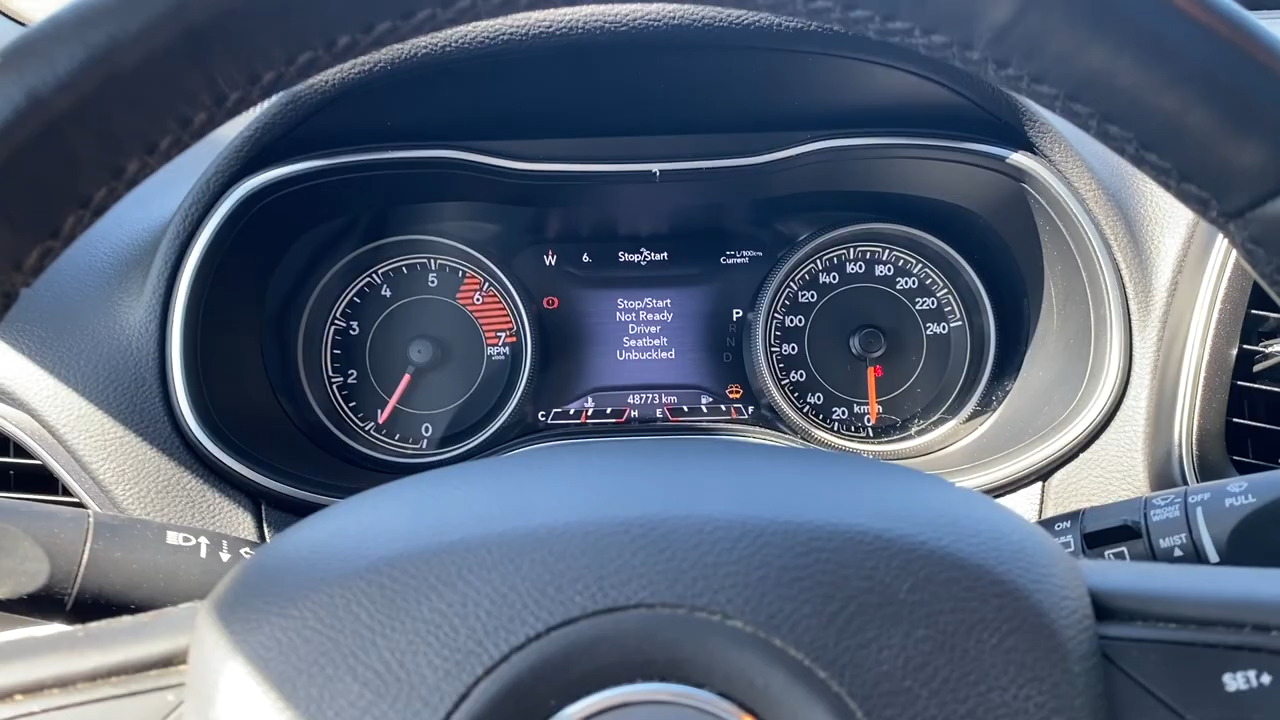 W 6. Stop/Start --L/100km
Current
Stop/Start
Not Ready
Driver
Seatbelt
Unbuckled
P
R
N
D
48773 km
C H E F
0
1
2
3
4
5
6
7
RPM
x1000
0
20
40
60
80
100
120
140
160
180
200
220
240
km/h
ON
FRONT
WIPER
OFF
PULL
MIST
SET+